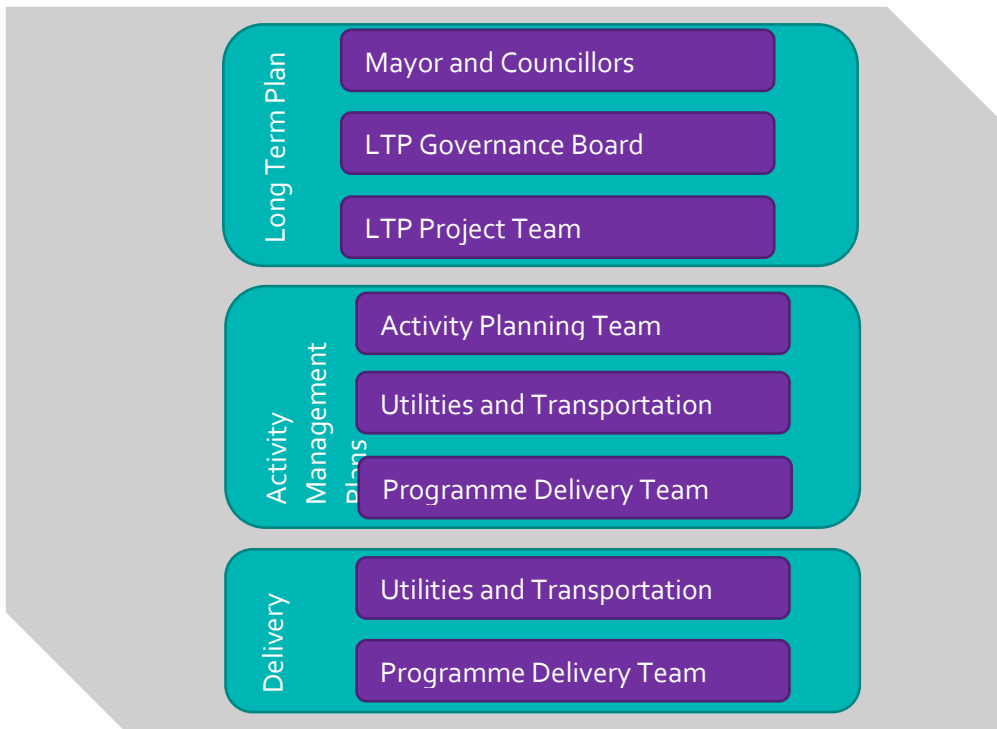 Long Term Plan
Mayor and Councillors
LTP Governance Board
LTP Project Team
Activity
Management
Plans
Activity Planning Team
Utilities and Transportation
Programme Delivery Team
Delivery
Utilities and Transportation
Programme Delivery Team